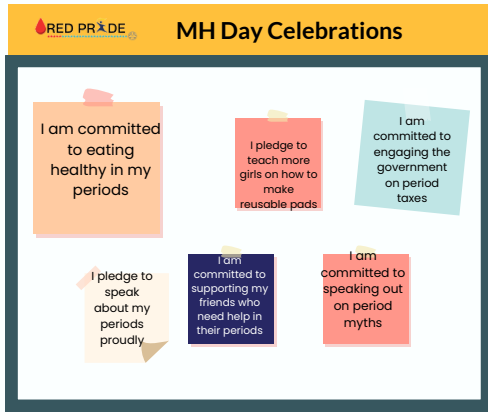 RED PRIDE
MH Day Celebrations
I am committed
to eating
healthy in my
periods
I pledge to
teach more
girls on how to
make
reusable pads
I am
committed to
engaging the
government
on period
taxes
I pledge to
speak
about my
periods
proudly
I am
committed to
supporting my
friends who
need help in
their periods
I am
committed to
speaking out
on period
myths